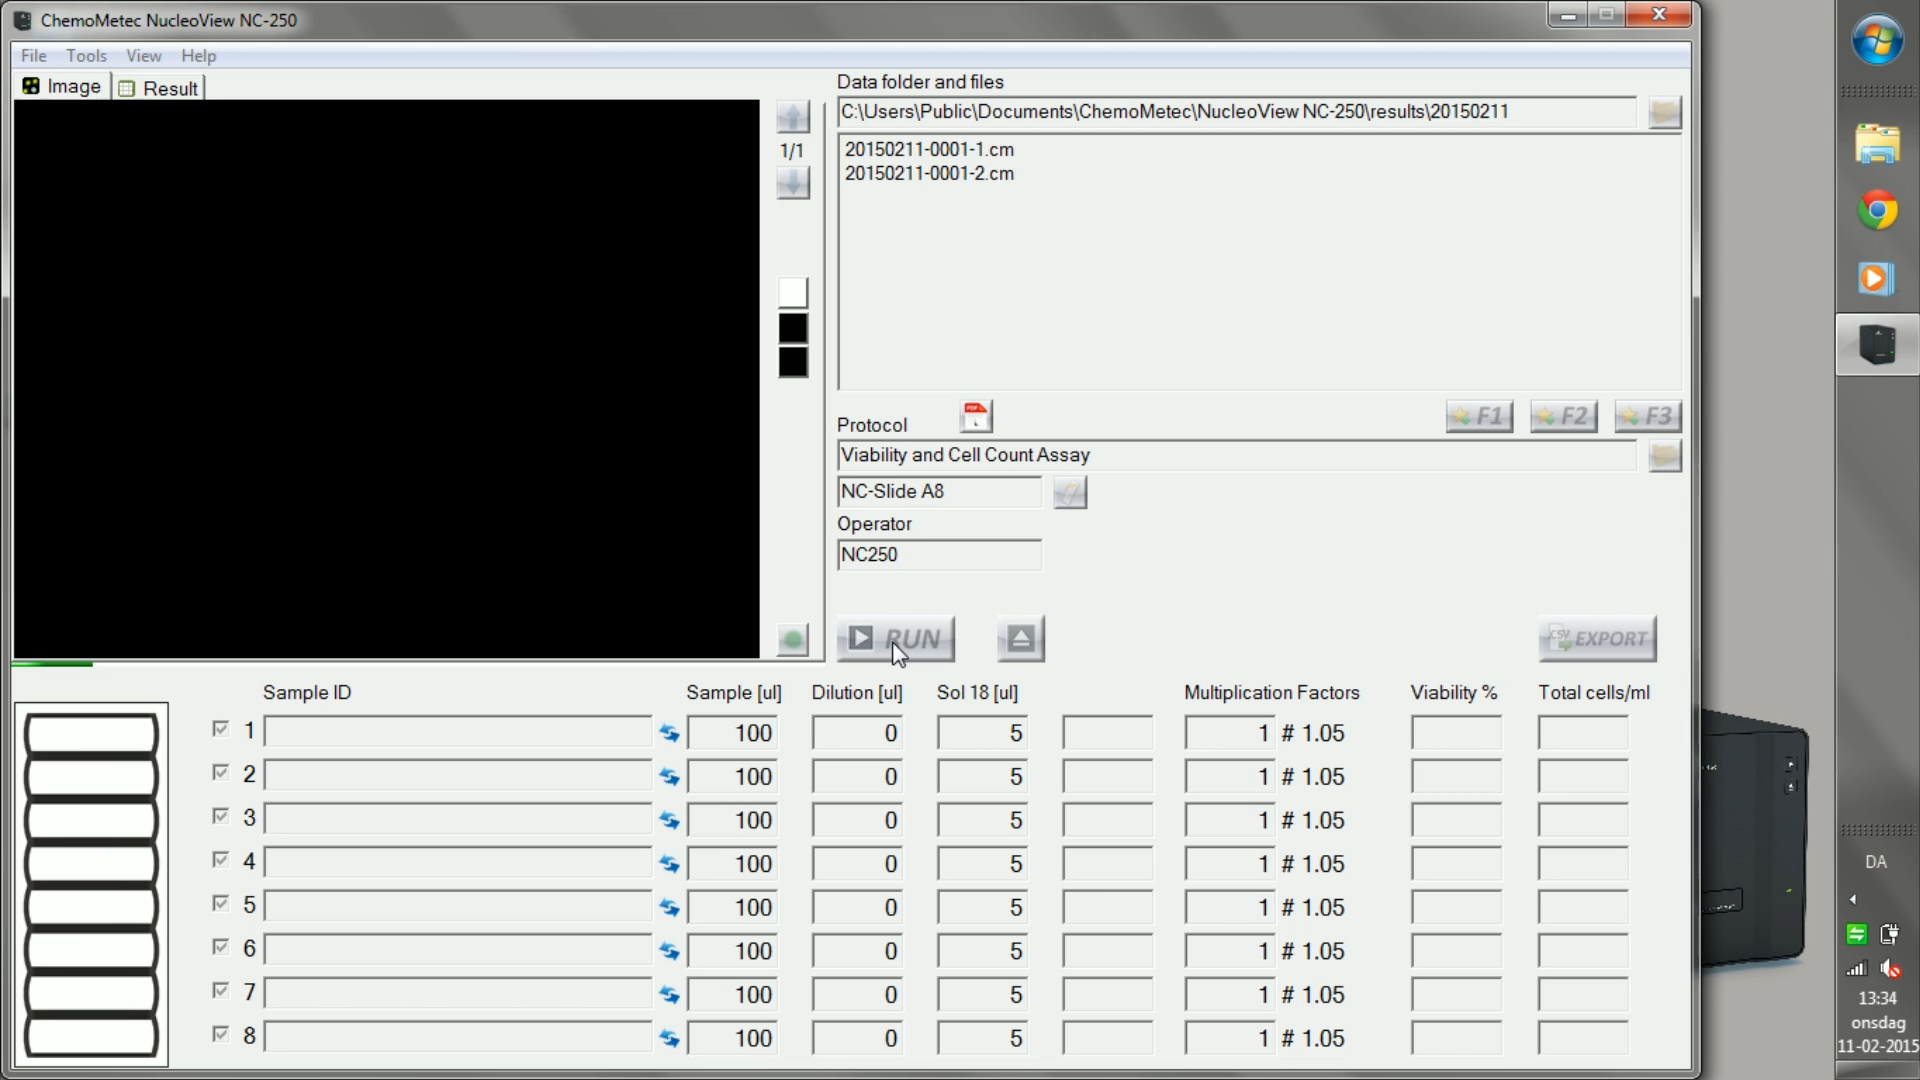 ChemoMetec NucleoView NC-250
File Tools View Help
Image Result
Data folder and files
C:\Users\Public\Documents\ChemoMetec\NucleoView NC-250\results\20150211
1/1
20150211-0001-1.cm
20150211-0001-2.cm
Protocol
PDF
F1 F2 F3
Viability and Cell Count Assay
NC-Slide A8
Operator
NC250
RUN
CSV EXPORT
Sample ID Sample [ul] Dilution [ul] Sol 18 [ul] Multiplication Factors Viability % Total cells/ml
1 100 0 5 1 # 1.05
2 100 0 5 1 # 1.05
3 100 0 5 1 # 1.05
4 100 0 5 1 # 1.05
5 100 0 5 1 # 1.05
6 100 0 5 1 # 1.05
7 100 0 5 1 # 1.05
8 100 0 5 1 # 1.05
DA
13:34
onsdag
11-02-2015